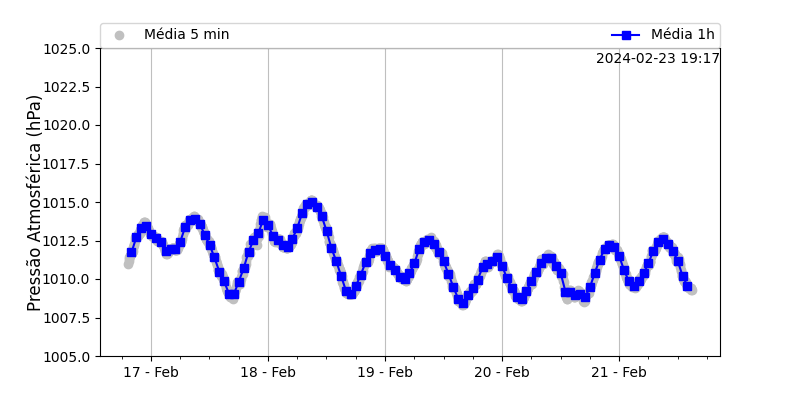 Média 5 min
Média 1h
2024-02-23 19:17
Pressão Atmosférica (hPa)
1025.0
1022.5
1020.0
1017.5
1015.0
1012.5
1010.0
1007.5
1005.0
17 - Feb
18 - Feb
19 - Feb
20 - Feb
21 - Feb